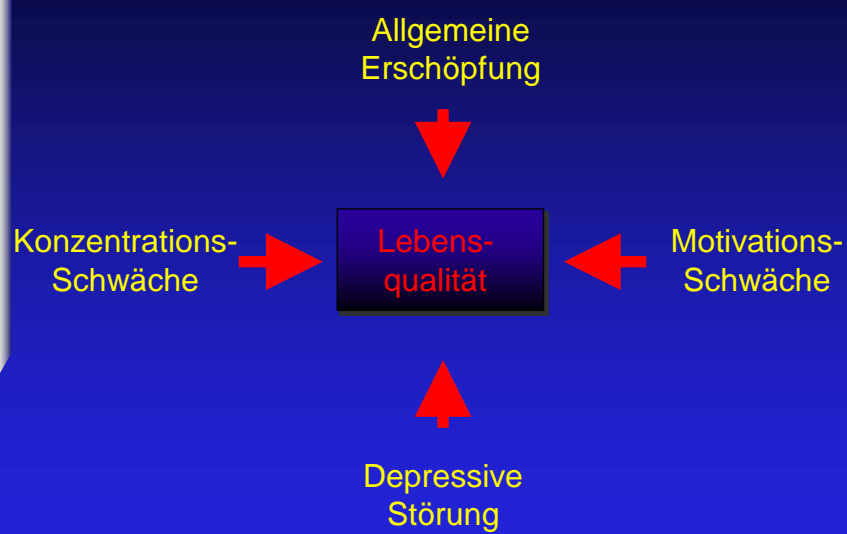 Allgemeine
Erschöpfung
Konzentrations-
Schwäche
Lebens-
qualität
Motivations-
Schwäche
Depressive
Störung